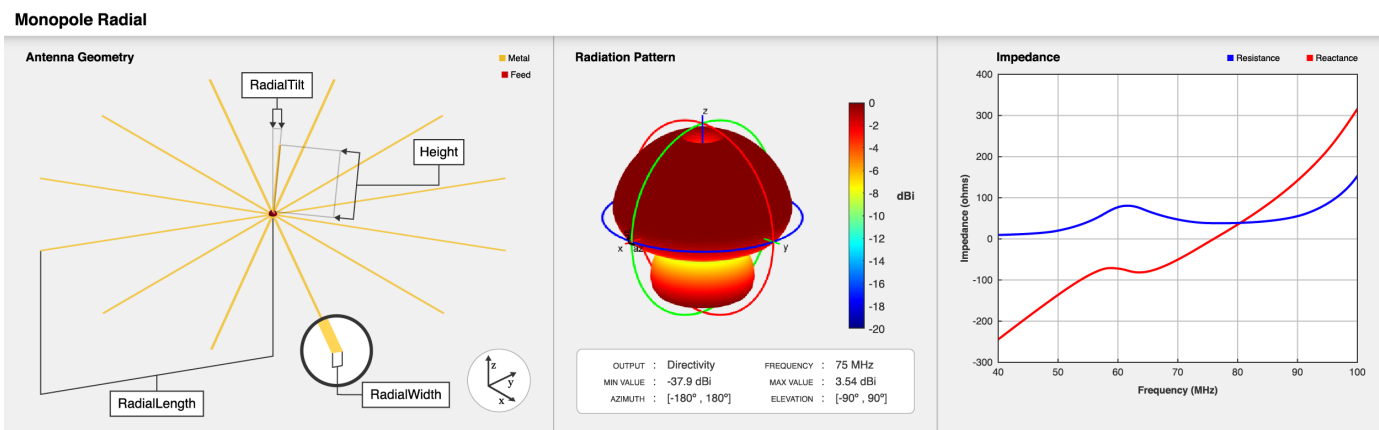 Monopole Radial
Antenna Geometry
Metal
Feed
RadialTilt
Height
RadialLength
RadialWidth
z
y
x
Radiation Pattern
z
x
az
y
0
-2
-4
-6
-8
-10
-12
-14
-16
-18
-20
dBi
OUTPUT : Directivity FREQUENCY : 75 MHz
MIN VALUE : -37.9 dBi MAX VALUE : 3.54 dBi
AZIMUTH : [-180° , 180°] ELEVATION : [-90° , 90°]
Impedance
Resistance Reactance
400
300
200
100
0
-100
-200
-300
Impedance (ohms)
40 50 60 70 80 90 100
Frequency (MHz)